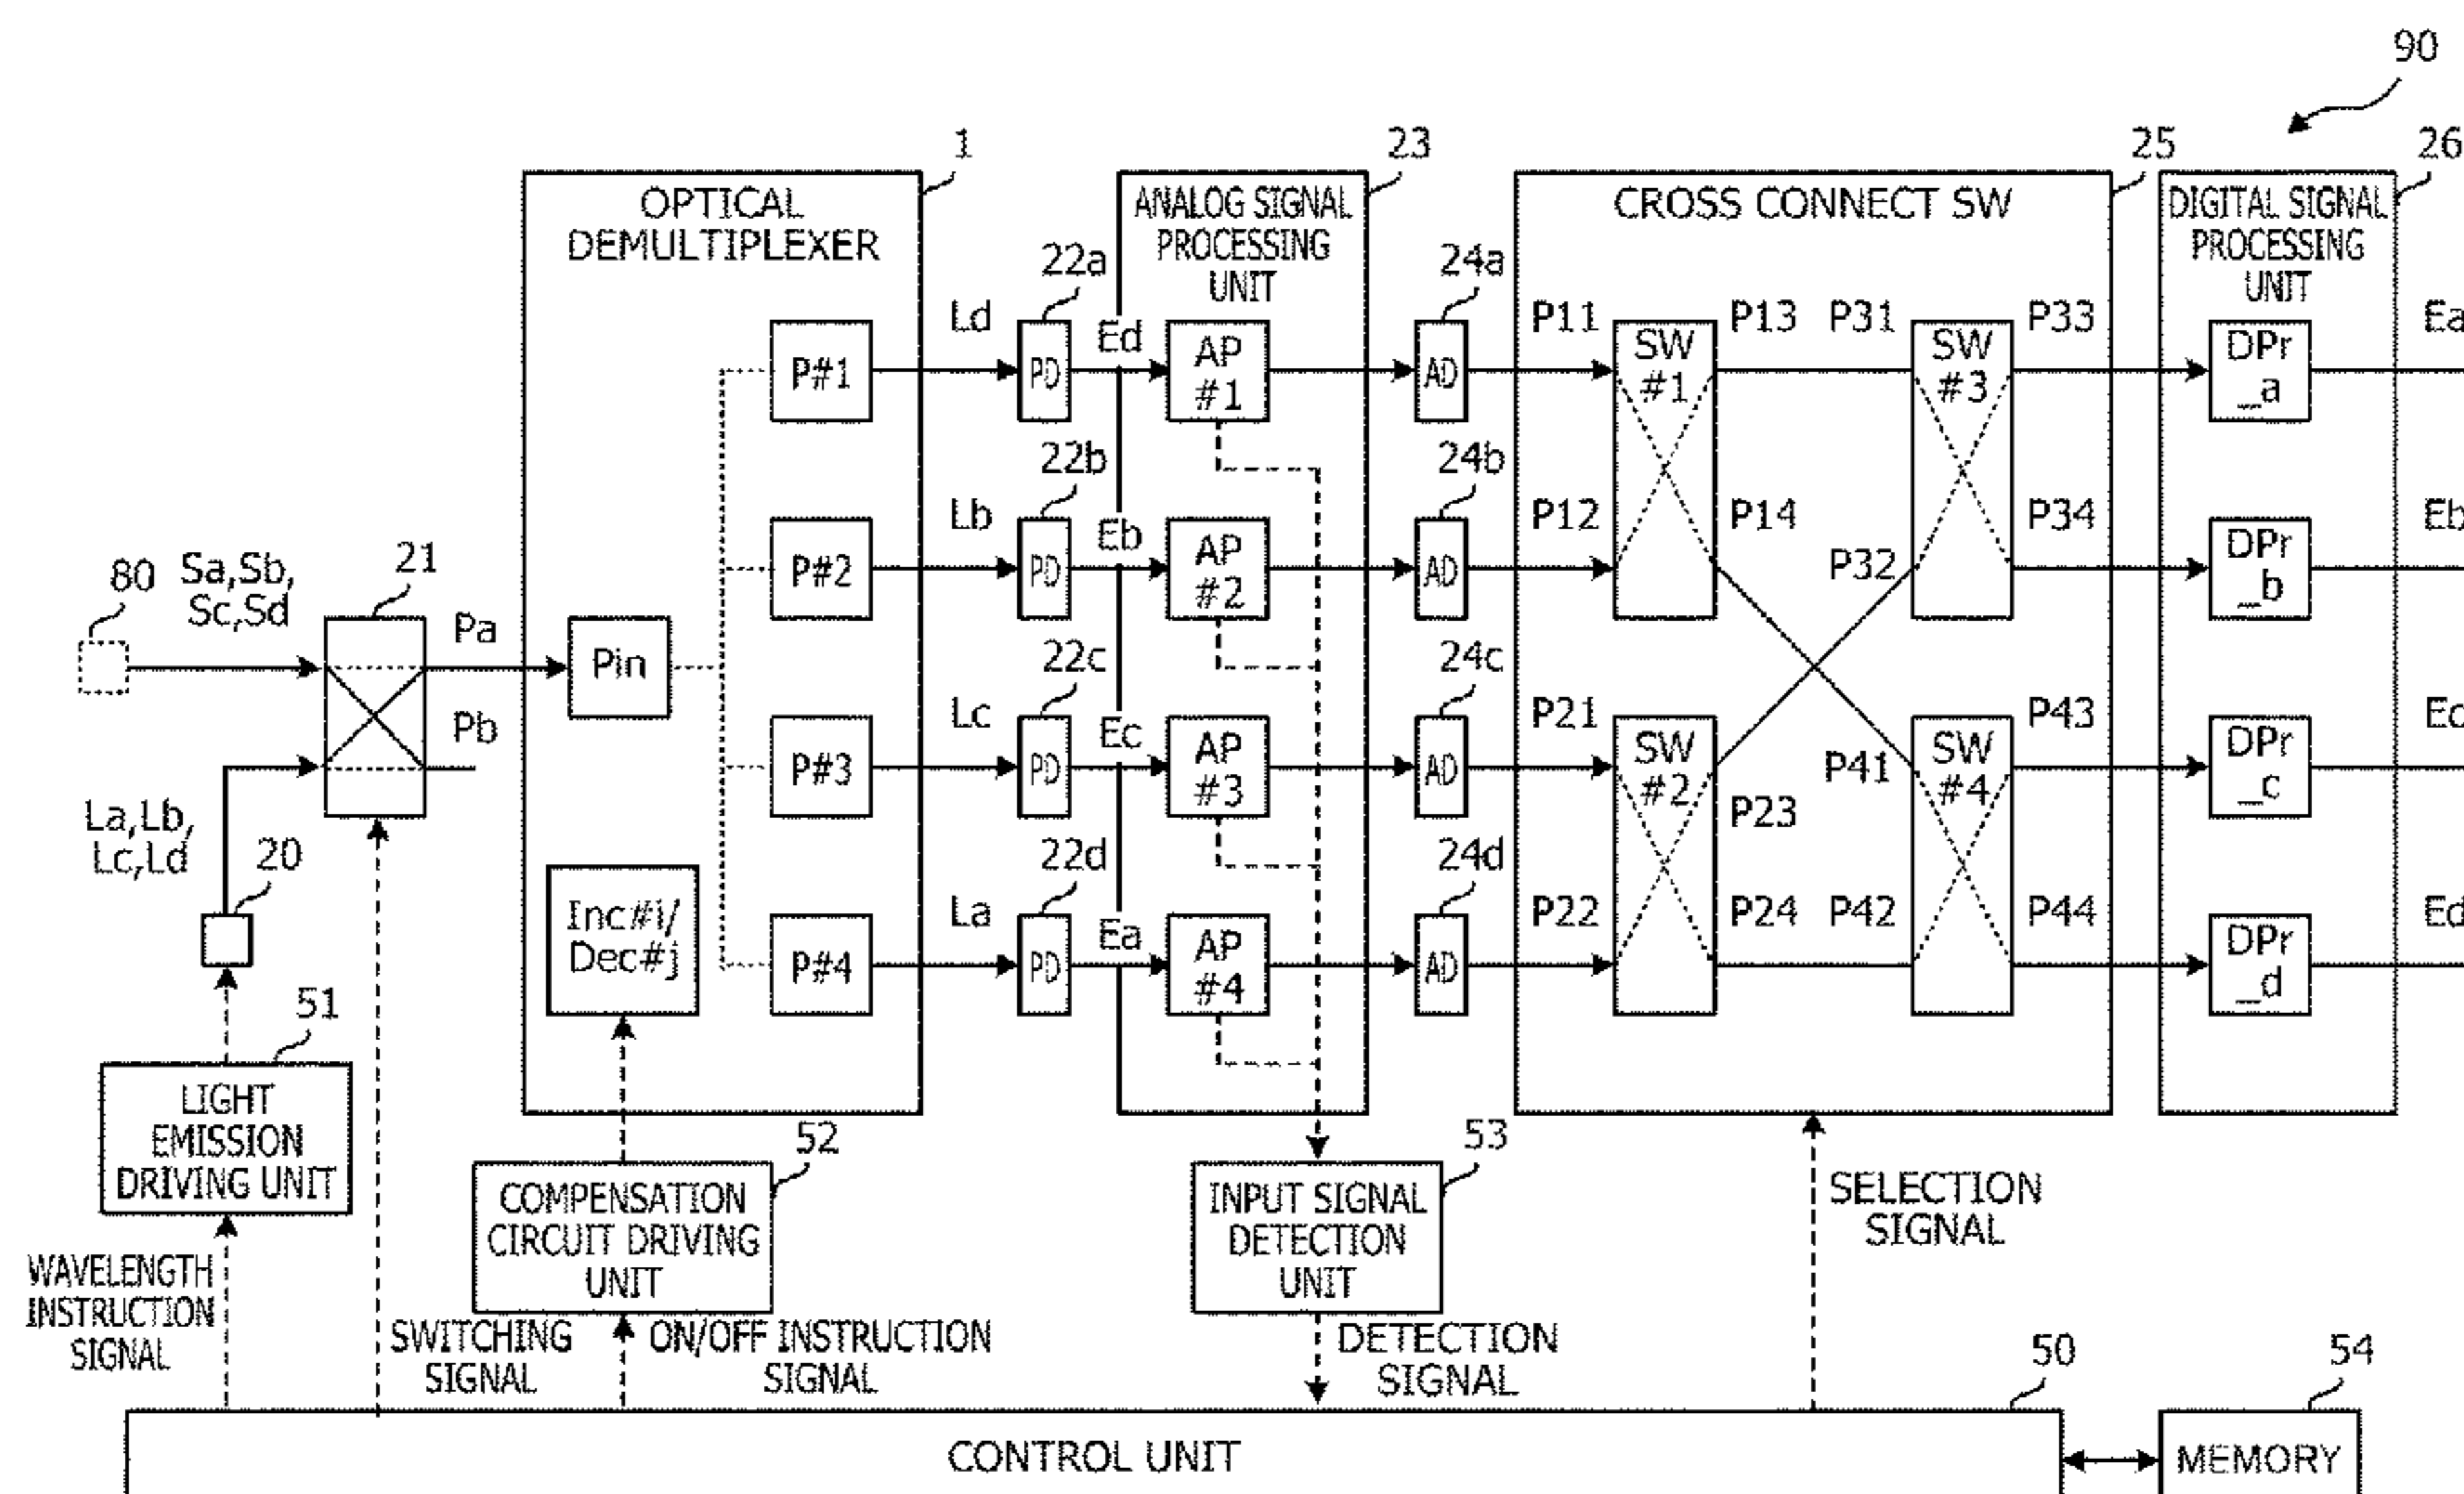 90
1
23
25
26
OPTICAL
DEMULTIPLEXER
ANALOG SIGNAL
PROCESSING
UNIT
CROSS CONNECT SW
DIGITAL SIGNAL
PROCESSING
UNIT
22a
24a
P#1
Ld
PD
Ed
AP
#1
AD
P11
SW
#1
P13
P31
SW
#3
P33
DPr
_a
Ea
22b
24b
P#2
Lb
PD
Eb
AP
#2
AD
P12
P14
P32
P34
DPr
_b
Eb
80
Sa,Sb,
Sc,Sd
21
Pa
Pb
Pin
22c
24c
P#3
Lc
PD
Ec
AP
#3
AD
P21
SW
#2
P23
P41
SW
#4
P43
DPr
_c
Ec
La,Lb,
Lc,Ld
20
Inc#i/
Dec#j
22d
24d
P#4
La
PD
Ea
AP
#4
AD
P22
P24
P42
P44
DPr
_d
Ed
51
LIGHT
EMISSION
DRIVING UNIT
52
COMPENSATION
CIRCUIT DRIVING
UNIT
53
INPUT SIGNAL
DETECTION
UNIT
SELECTION
SIGNAL
WAVELENGTH
INSTRUCTION
SIGNAL
SWITCHING
SIGNAL
ON/OFF INSTRUCTION
SIGNAL
DETECTION
SIGNAL
50
54
CONTROL UNIT
MEMORY